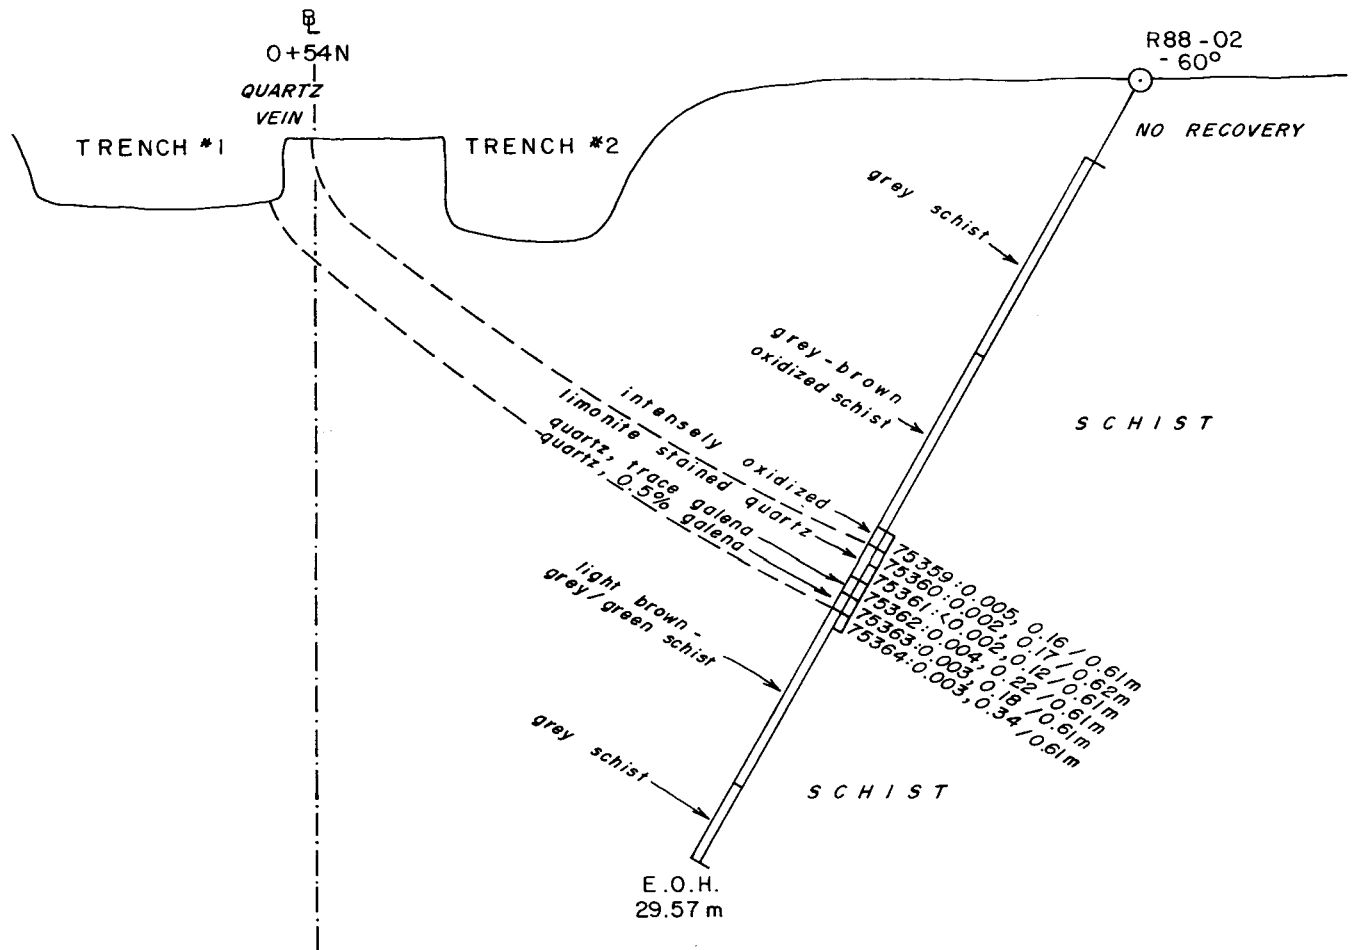 BL
0+54N
QUARTZ
VEIN
TRENCH #1
TRENCH #2
R88-02
-60°
NO RECOVERY
grey schist
grey-brown
oxidized schist
SCHIST
intensely oxidized
limonite stained quartz
quartz, trace galena
quartz, 0.5% galena
75359:0.005, 0.16/0.61m
75360:0.002, 0.17/0.62m
75361:<0.002, 0.12/0.61m
75362:0.004, 0.22/0.61m
75363:0.003, 0.18/0.61m
75364:0.003, 0.34/0.61m
light brown-
grey/green schist
grey schist
SCHIST
E.O.H.
29.57 m